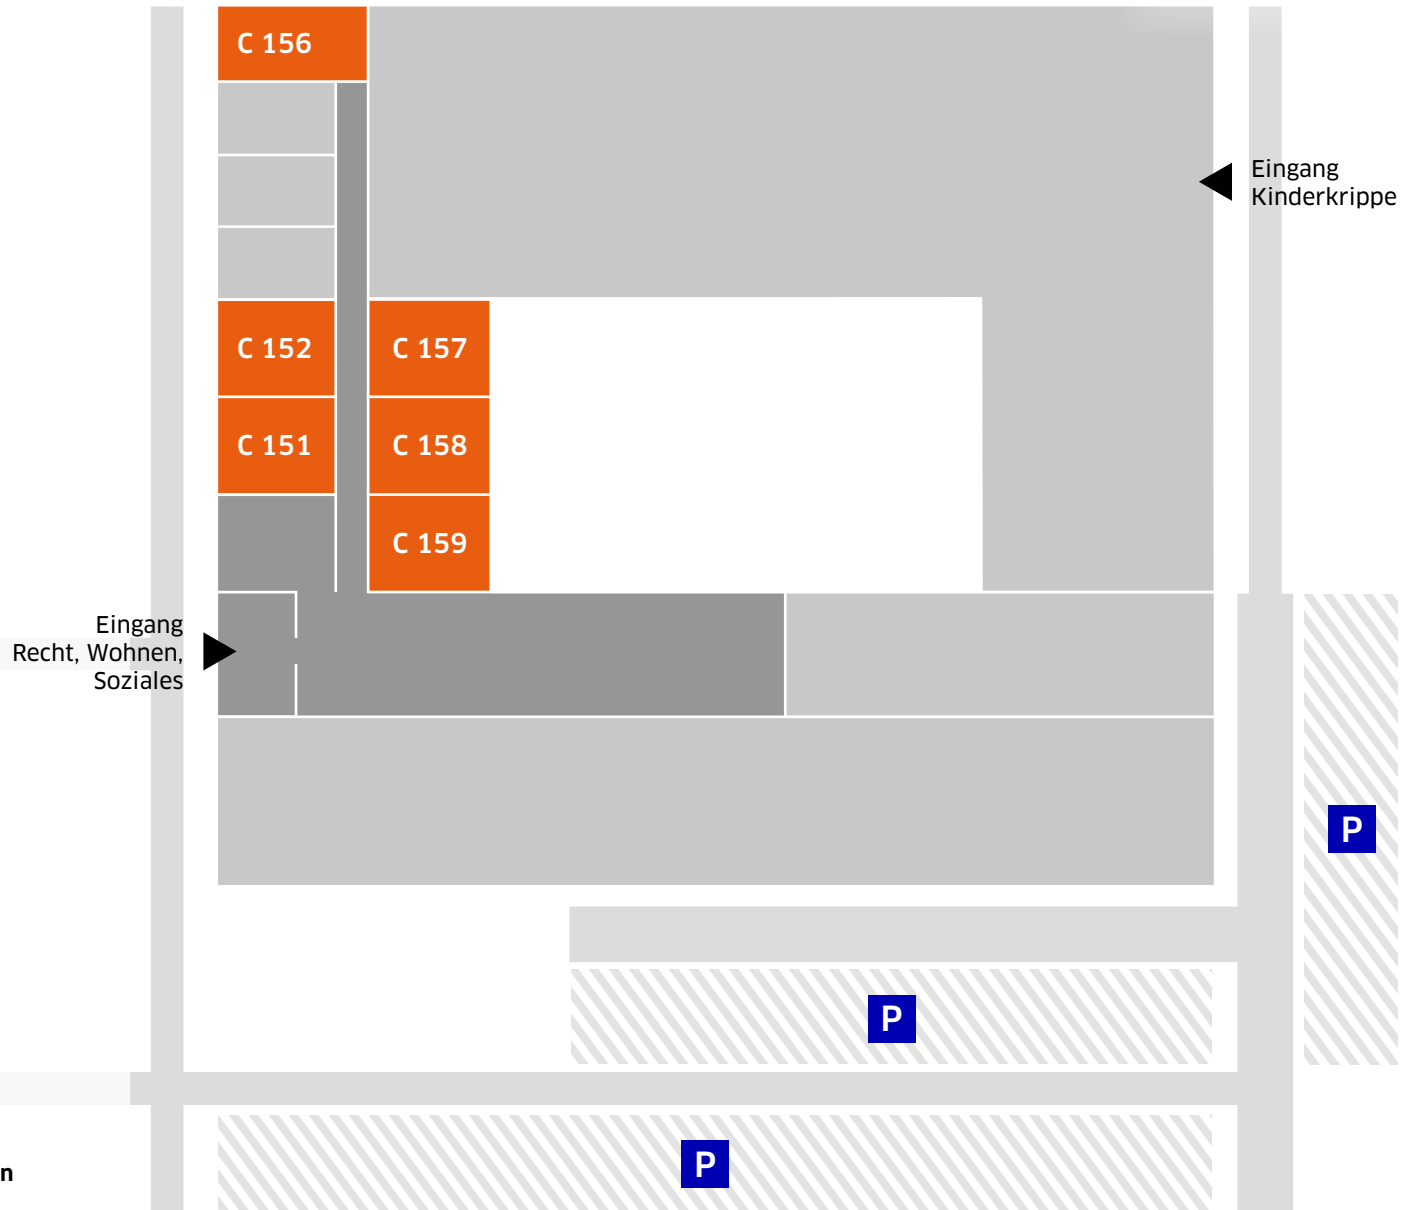 C 156
Eingang
Kinderkrippe
C 152
C 157
C 151
C 158
C 159
Eingang
Recht, Wohnen,
Soziales
P
P
P
n